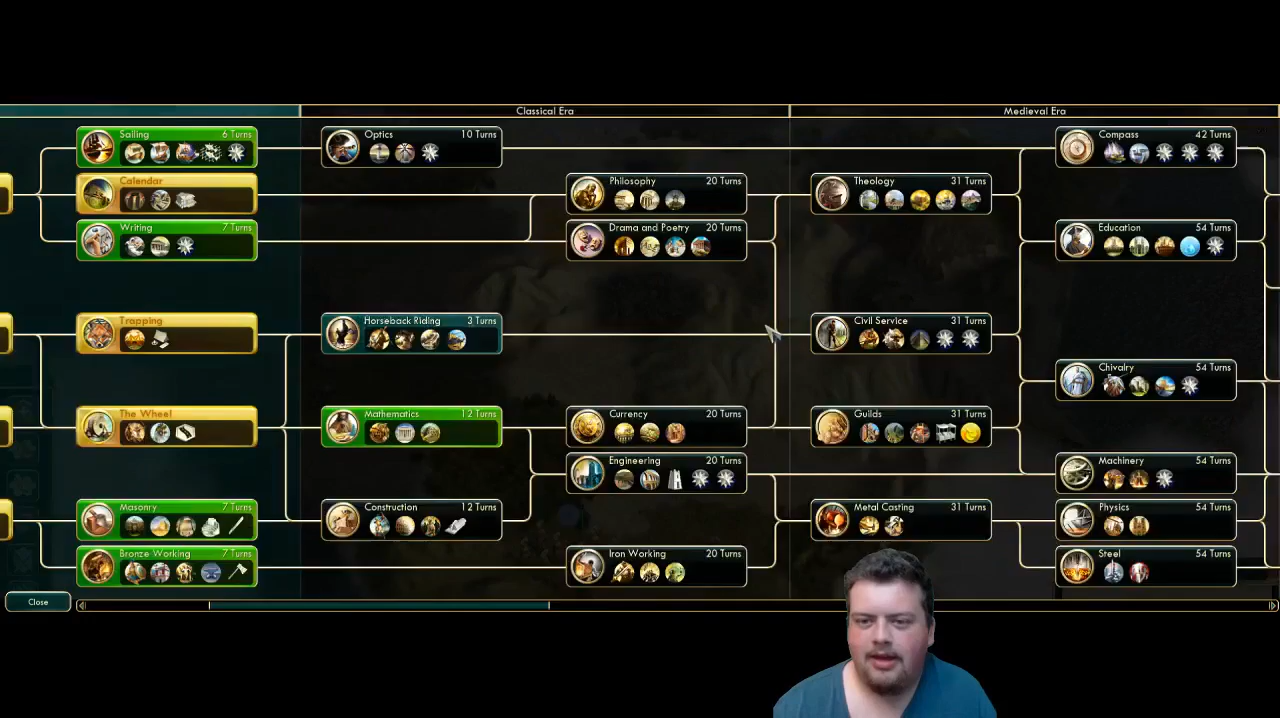 Classical Era
Medieval Era
Sailing 6 Turns
Optics 10 Turns
Compass 42 Turns
Calendar
Philosophy 20 Turns
Theology 31 Turns
Writing 7 Turns
Drama and Poetry 20 Turns
Education 54 Turns
Trapping
Horseback Riding 3 Turns
Civil Service 31 Turns
Chivalry 54 Turns
The Wheel
Mathematics 12 Turns
Currency 20 Turns
Guilds 31 Turns
Engineering 20 Turns
Machinery 54 Turns
Masonry 7 Turns
Construction 12 Turns
Metal Casting 31 Turns
Physics 54 Turns
Bronze Working 7 Turns
Iron Working 20 Turns
Steel 54 Turns
Close